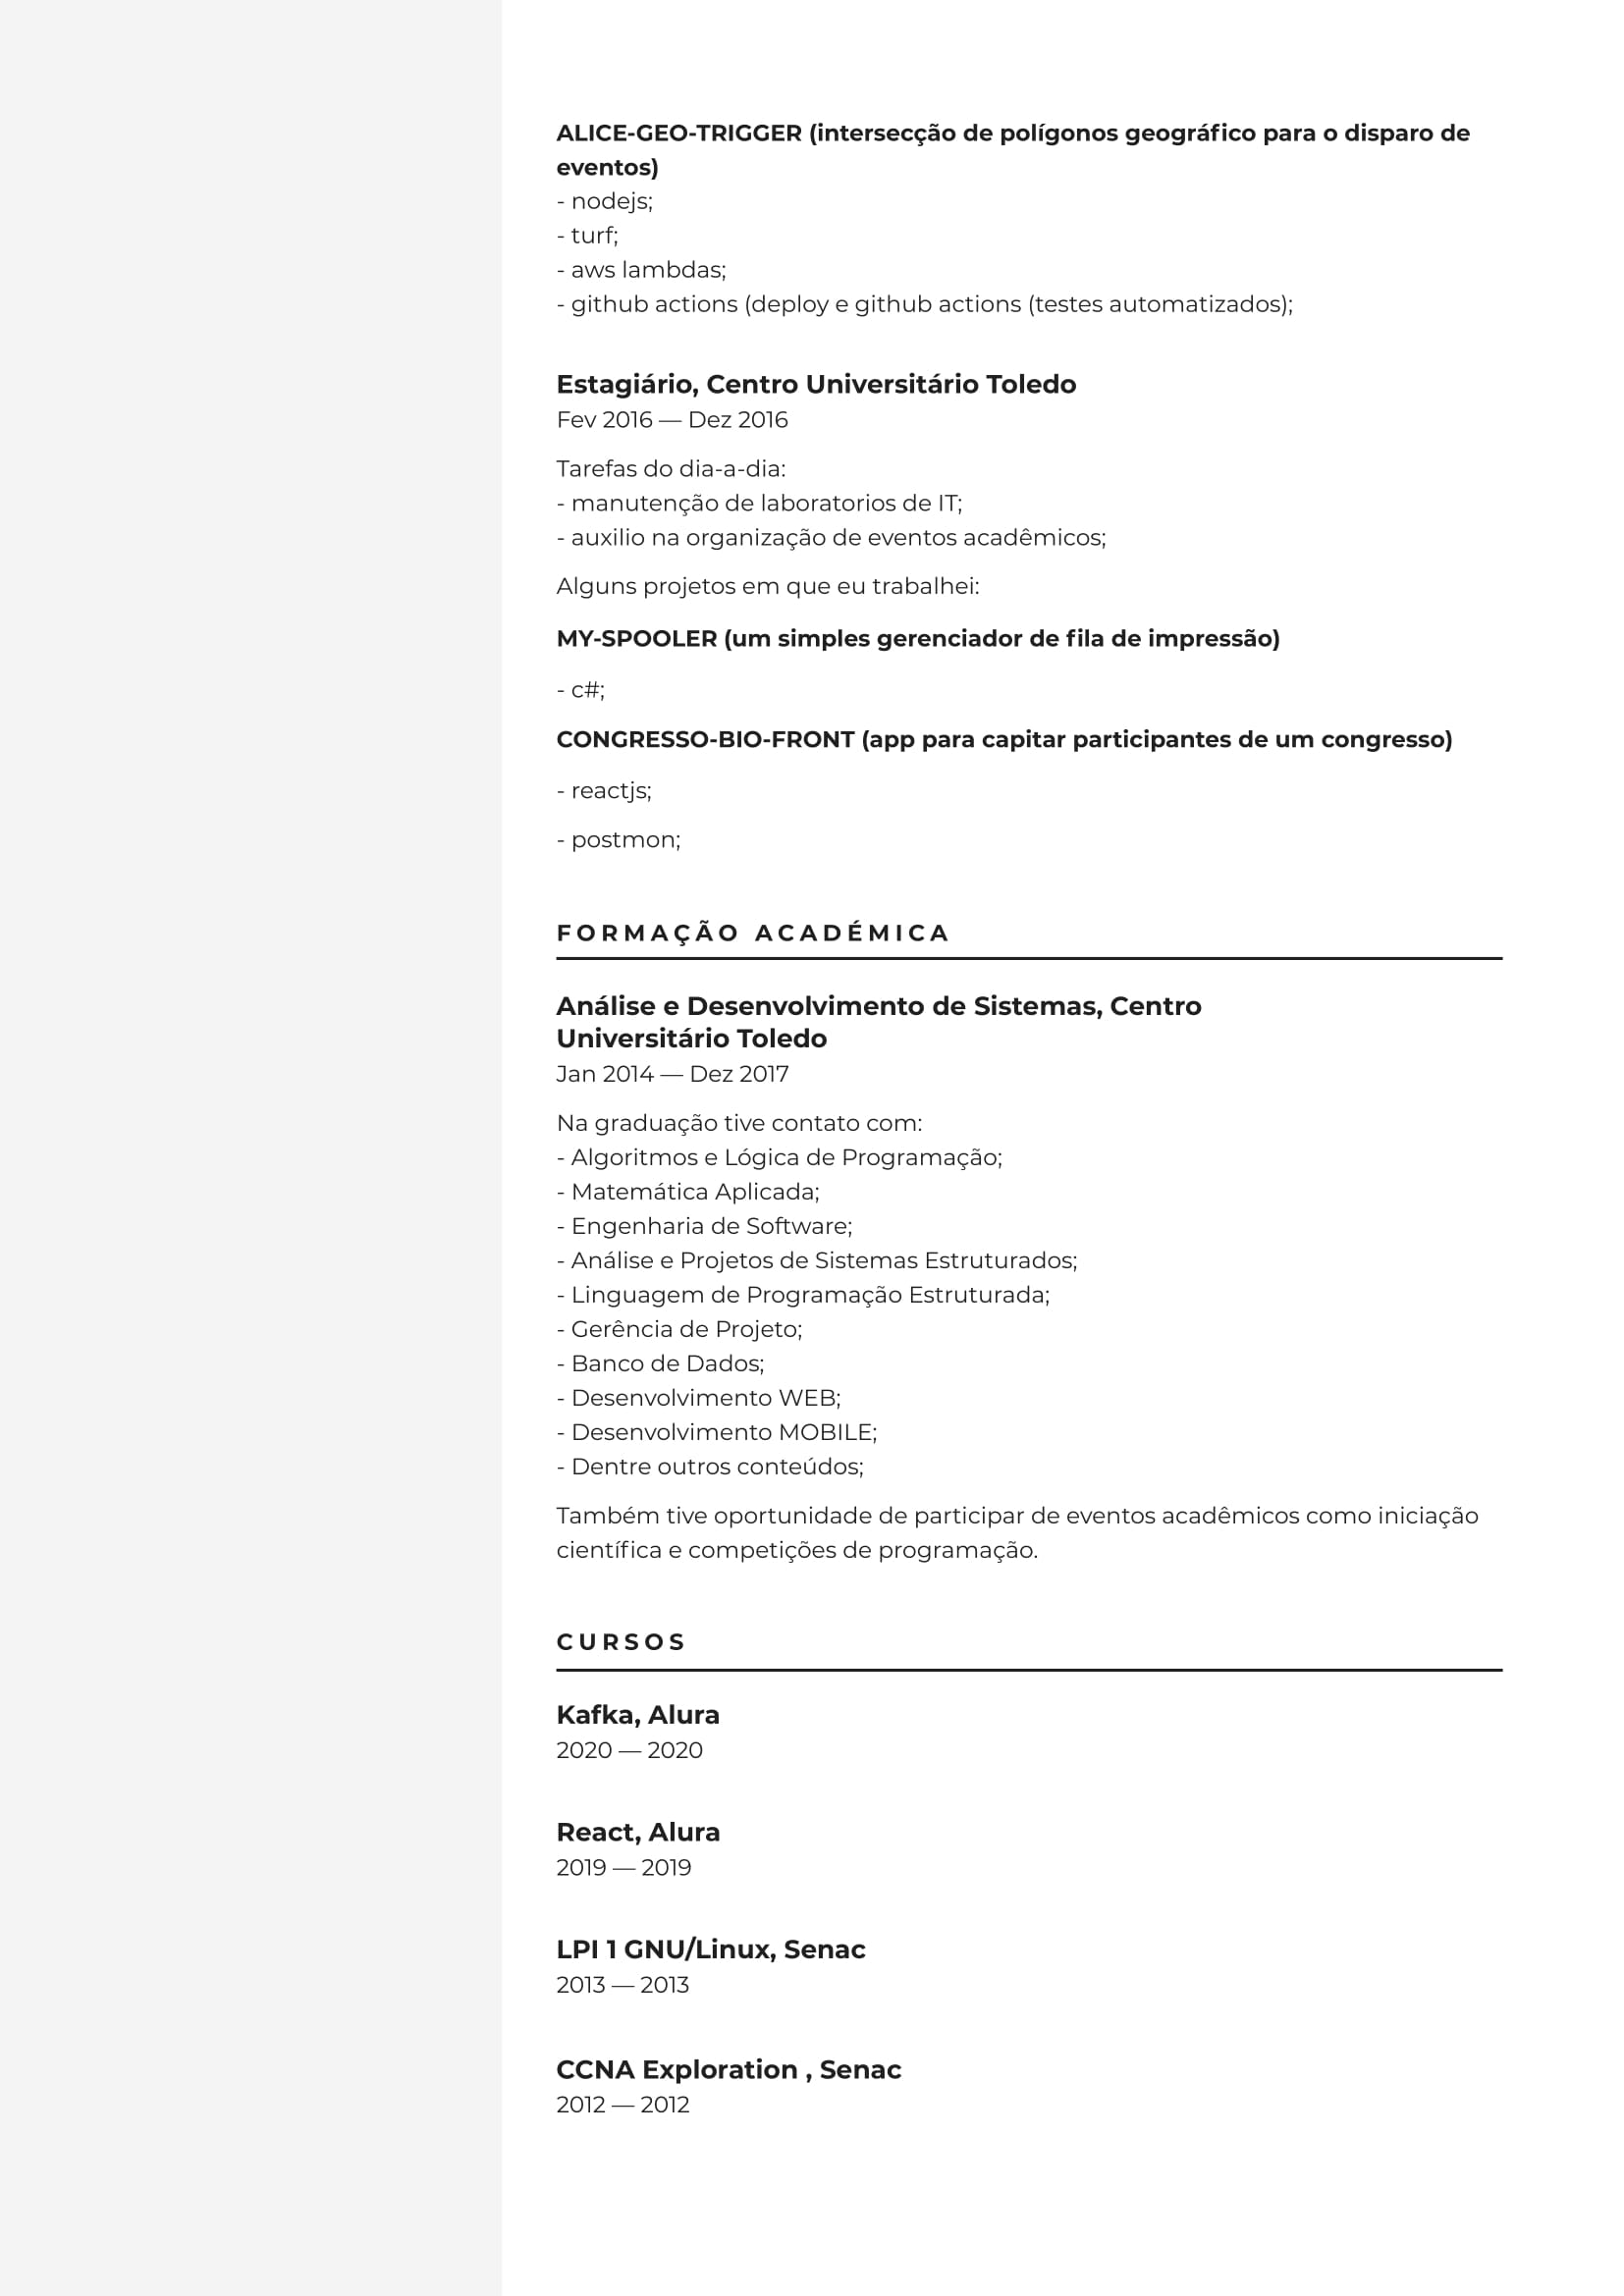 ALICE-GEO-TRIGGER (intersecção de polígonos geográfico para o disparo de
eventos)
- nodejs;
- turf;
- aws lambdas;
- github actions (deploy e github actions (testes automatizados);
Estagiário, Centro Universitário Toledo
Fev 2016 — Dez 2016
Tarefas do dia-a-dia:
- manutenção de laboratorios de IT;
- auxilio na organização de eventos acadêmicos;
Alguns projetos em que eu trabalhei:
MY-SPOOLER (um simples gerenciador de fila de impressão)
- c#;
CONGRESSO-BIO-FRONT (app para capitar participantes de um congresso)
- reactjs;
- postmon;
FORMAÇÃO ACADÉMICA
Análise e Desenvolvimento de Sistemas, Centro
Universitário Toledo
Jan 2014 — Dez 2017
Na graduação tive contato com:
- Algoritmos e Lógica de Programação;
- Matemática Aplicada;
- Engenharia de Software;
- Análise e Projetos de Sistemas Estruturados;
- Linguagem de Programação Estruturada;
- Gerência de Projeto;
- Banco de Dados;
- Desenvolvimento WEB;
- Desenvolvimento MOBILE;
- Dentre outros conteúdos;
Também tive oportunidade de participar de eventos acadêmicos como iniciação
científica e competições de programação.
CURSOS
Kafka, Alura
2020 — 2020
React, Alura
2019 — 2019
LPI 1 GNU/Linux, Senac
2013 — 2013
CCNA Exploration , Senac
2012 — 2012